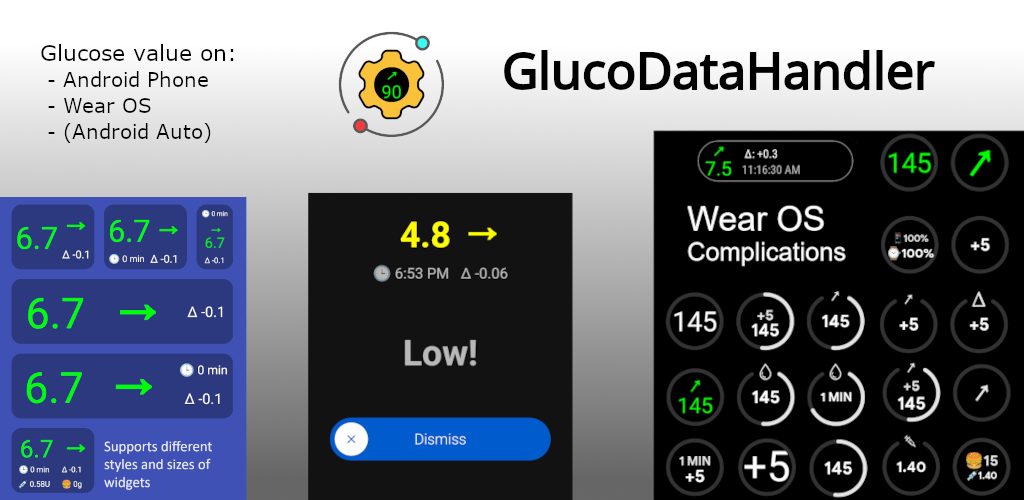 Glucose value on:
- Android Phone
- Wear OS
- (Android Auto)
90
GlucoDataHandler
6.7 → Δ -0.1
6.7 → 🕒 0 min Δ -0.1
🕒 0 min
→
6.7
Δ -0.1
6.7 → Δ -0.1
6.7 → 🕒 0 min
Δ -0.1
6.7 →
🕒 0 min Δ -0.1
💉 0.58U 🍔 0g
Supports different
styles and sizes of
widgets
4.8 →
🕒 6:53 PM Δ -0.06
Low!
Dismiss
7.5 Δ: +0.3
11:16:30 AM
145
Wear OS
Complications
100%
100%
+5
145
+5
145
145
+5
Δ
+5
145
145
1 MIN
+5
145
1 MIN
+5
+5
145
1.40
15
1.40